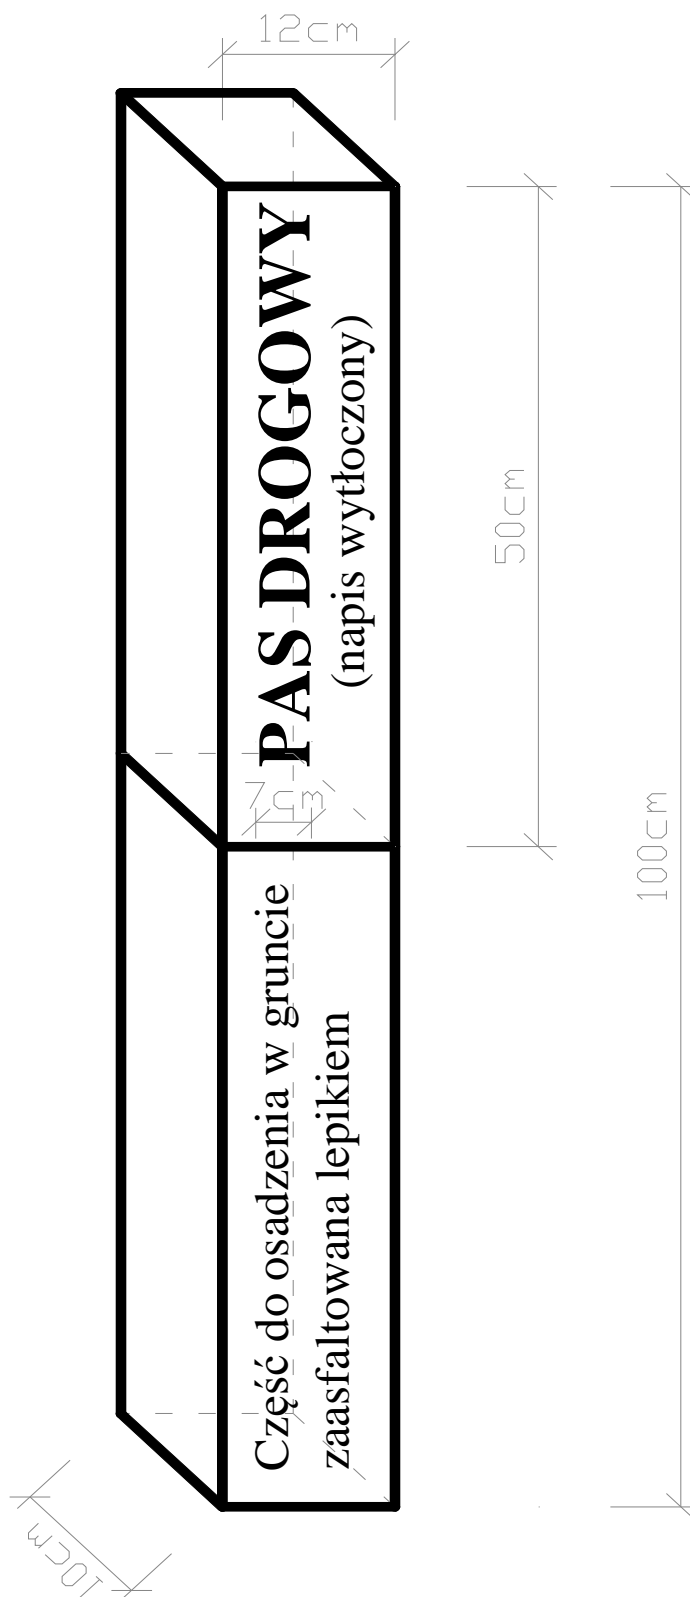 12cm
PAS DROGOWY
(napis wytłoczony)
50cm
100cm
7cm
Część do osadzenia w gruncie
zaasfaltowana lepikiem
10cm